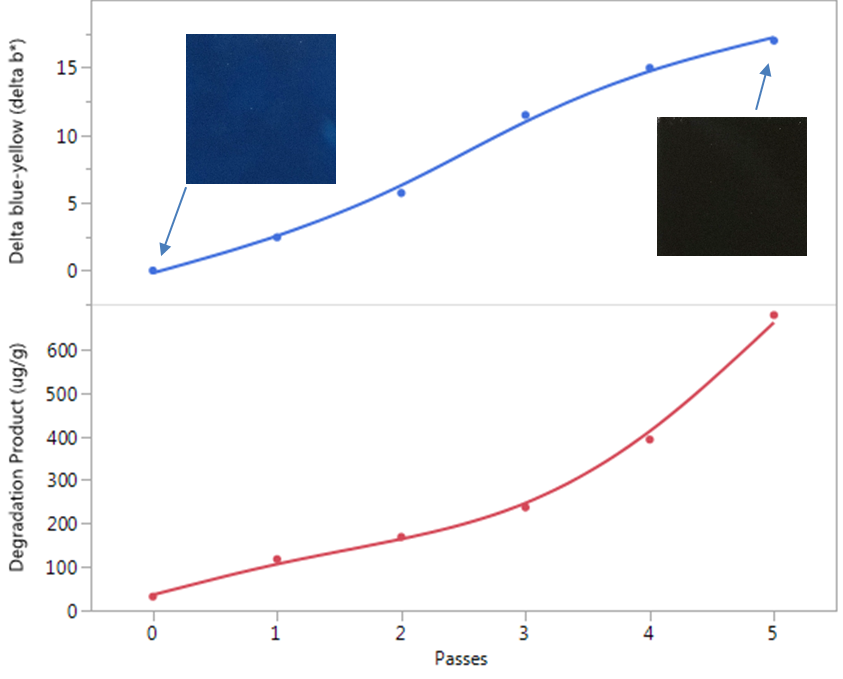 Delta blue-yellow (delta b*)
15
10
5
0
Degradation Product (ug/g)
600
500
400
300
200
100
0
0 1 2 3 4 5
Passes